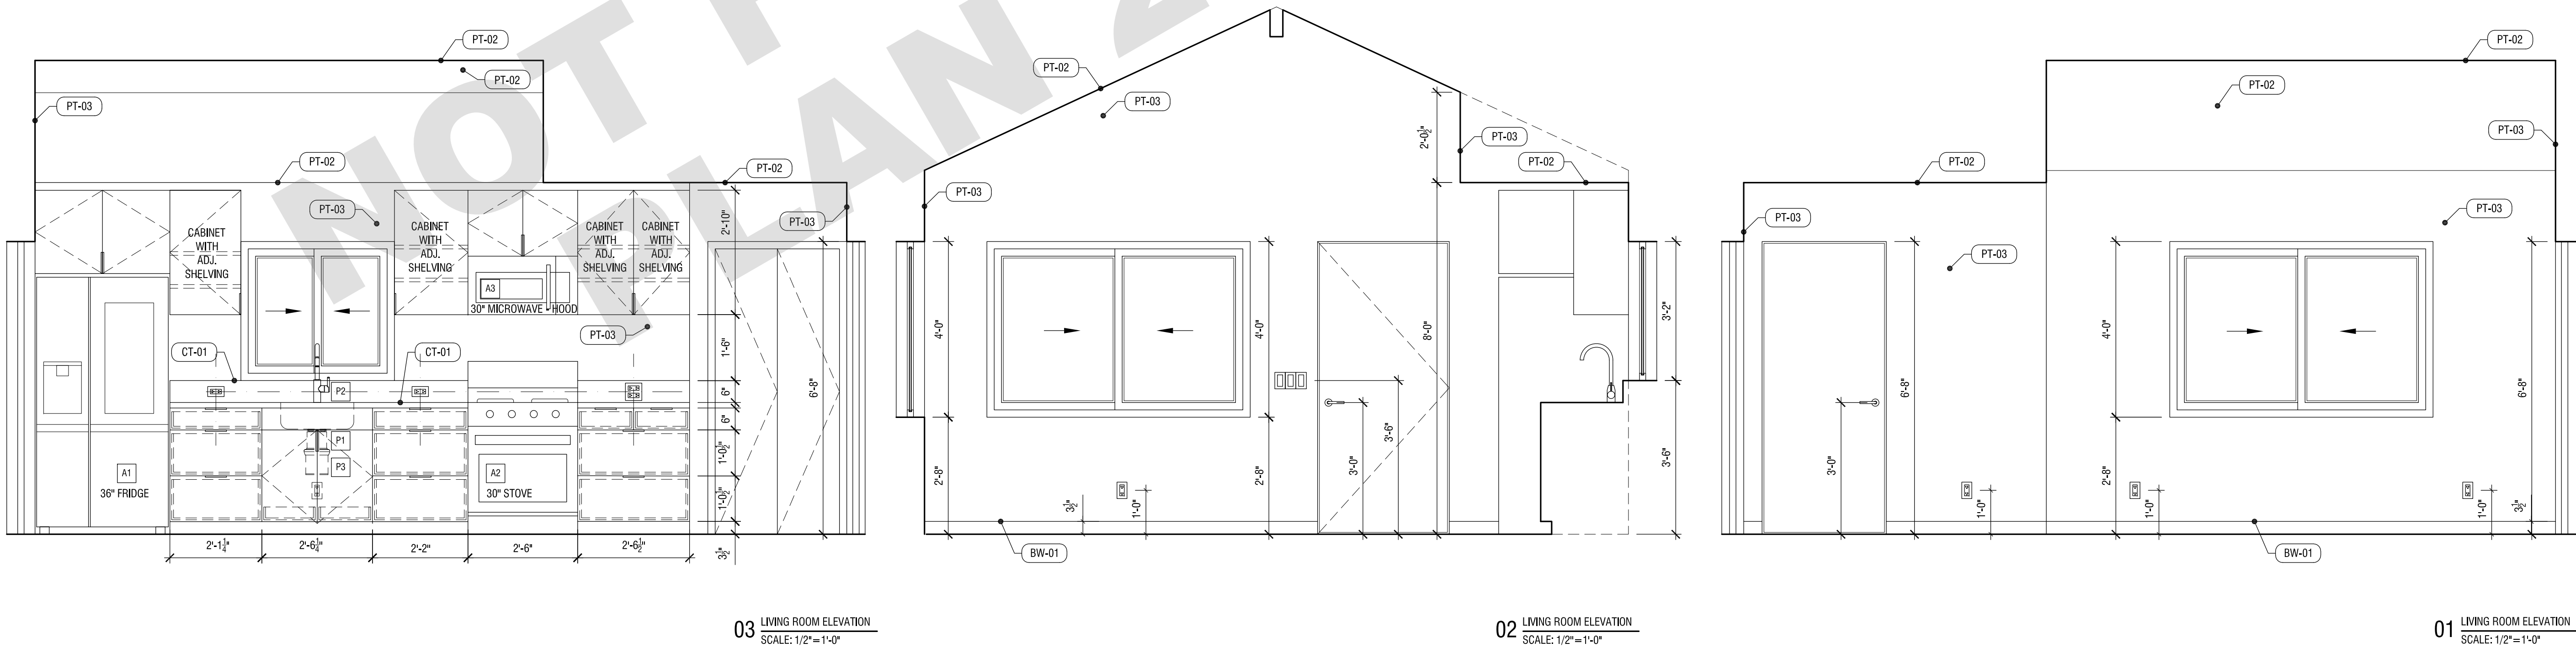 NOT
PLAN 2
PT-02
PT-02
PT-03
PT-02
PT-02
PT-03
PT-03
CABINET
WITH
ADJ.
SHELVING
CABINET
WITH
ADJ.
SHELVING
CABINET
WITH
ADJ.
SHELVING
CABINET
WITH
ADJ.
SHELVING
A3
30" MICROWAVE - HOOD
PT-03
CT-01
CT-01
P2
P1
P3
A1
36" FRIDGE
A2
30" STOVE
2'-10"
1'-6"
6"
6"
1'-0½"
1'-0½"
3½"
6'-8"
2'-1¼"
2'-6¼"
2'-2"
2'-6"
2'-6½"
03 LIVING ROOM ELEVATION
SCALE: 1/2"=1'-0"
PT-02
PT-03
PT-03
PT-02
PT-03
2'-0½"
4'-0"
2'-8"
4'-0"
2'-8"
8'-0"
3'-6"
3'-0"
3'-2"
3'-6"
3½"
1'-0"
BW-01
02 LIVING ROOM ELEVATION
SCALE: 1/2"=1'-0"
PT-02
PT-02
PT-03
PT-02
PT-03
PT-03
PT-03
6'-8"
3'-0"
4'-0"
2'-8"
6'-8"
1'-0"
1'-0"
1'-0"
3½"
BW-01
01 LIVING ROOM ELEVATION
SCALE: 1/2"=1'-0"